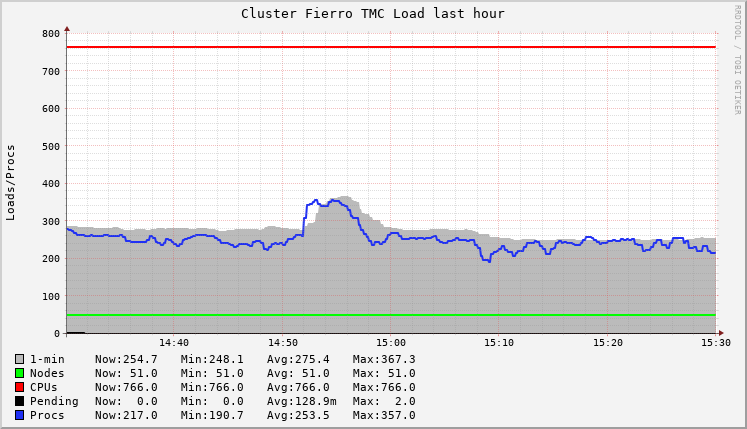 Cluster Fierro TMC Load last hour
RRDTOOL / TOBI OETIKER
Loads/Procs
800
700
600
500
400
300
200
100
0
14:40 14:50 15:00 15:10 15:20 15:30
1-min Now:254.7 Min:248.1 Avg:275.4 Max:367.3
Nodes Now: 51.0 Min: 51.0 Avg: 51.0 Max: 51.0
CPUs Now:766.0 Min:766.0 Avg:766.0 Max:766.0
Pending Now: 0.0 Min: 0.0 Avg:128.9m Max: 2.0
Procs Now:217.0 Min:190.7 Avg:253.5 Max:357.0